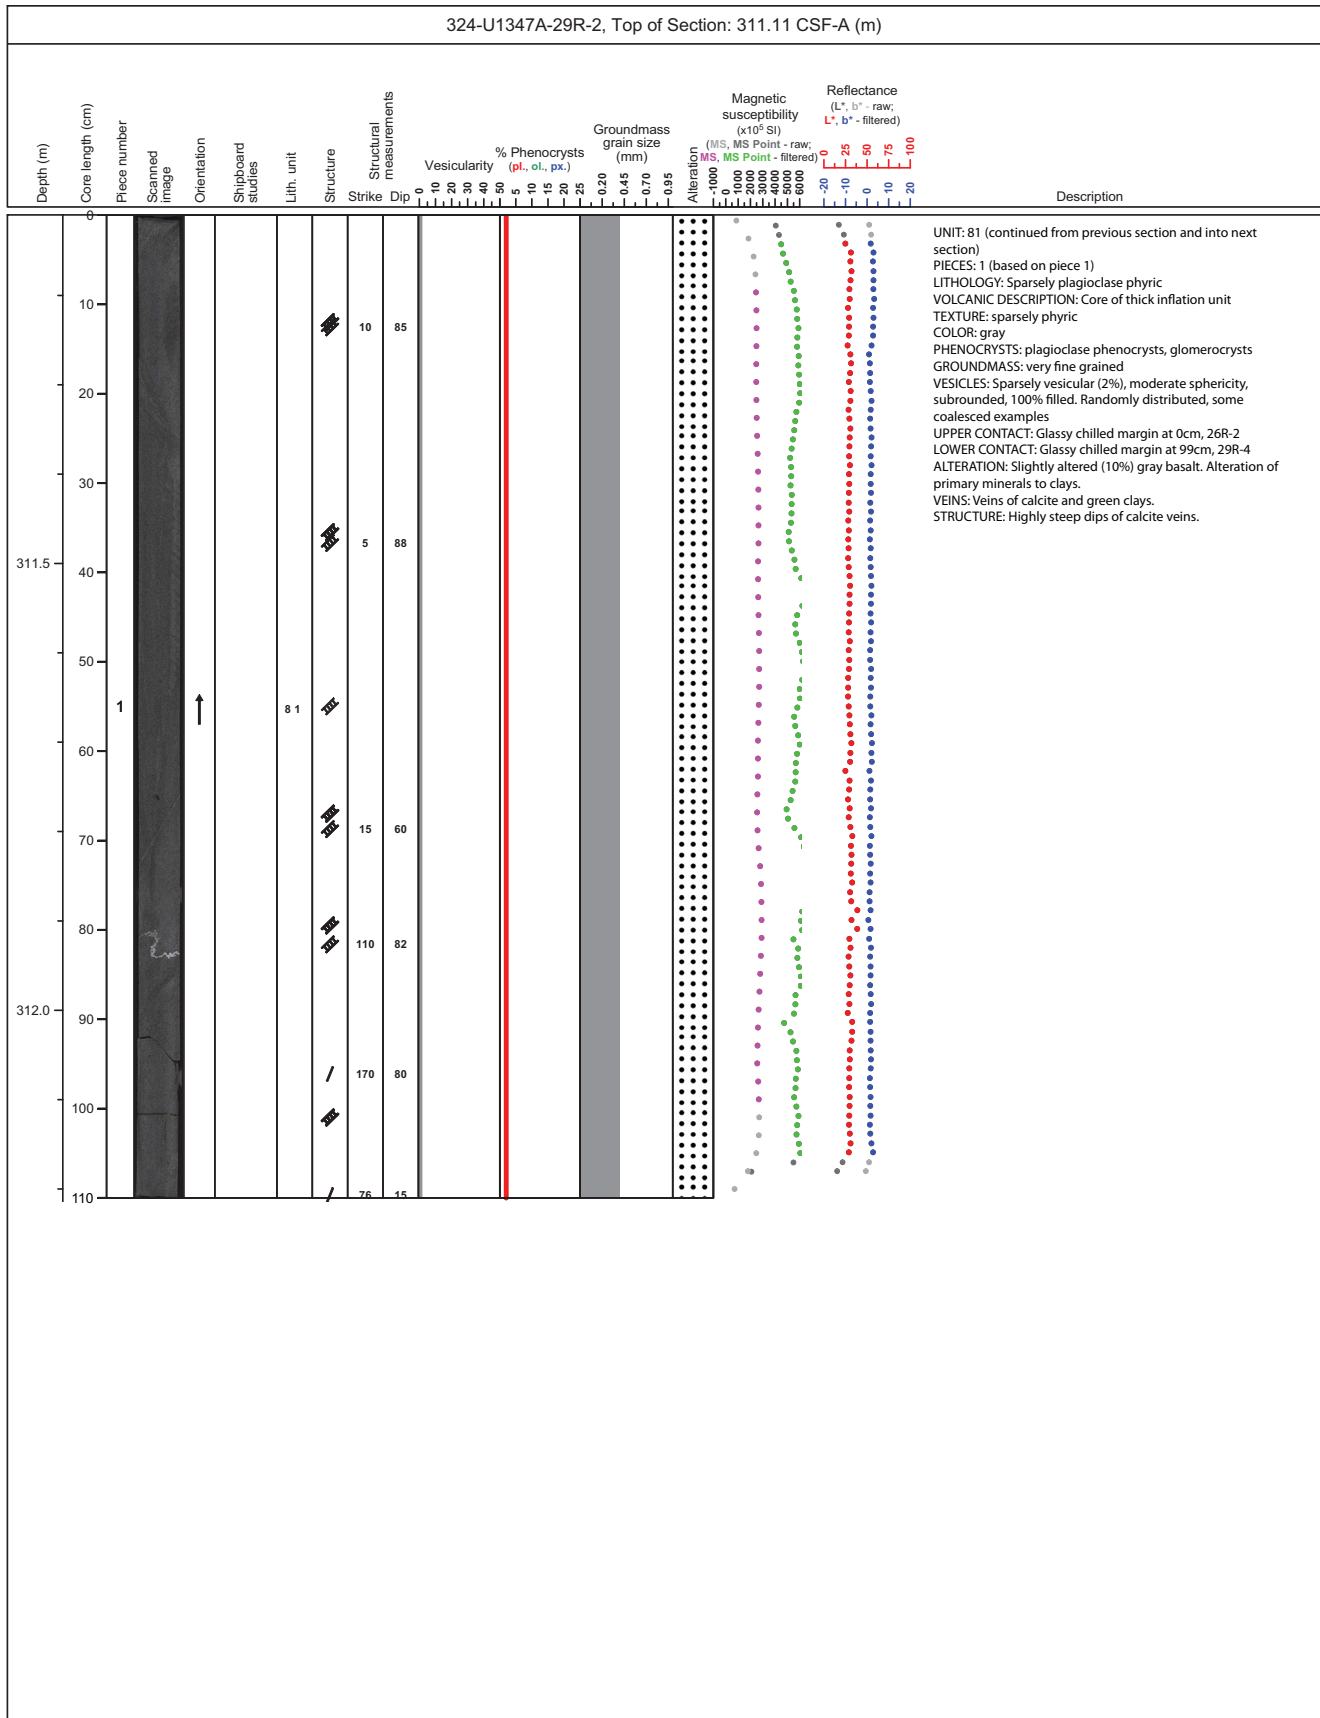 324-U1347A-29R-2, Top of Section: 311.11 CSF-A (m)
Depth (m)
Core length (cm)
Piece number
Scanned
image
Orientation
Shipboard
studies
Lith. unit
Structure
Structural
measurements
Strike Dip
Vesicularity
0 10 20 30 40 50
% Phenocrysts
(pl., ol., px.)
5 10 15 20 25
Groundmass
grain size
(mm)
0.20 0.45 0.70 0.95
Alteration
Magnetic
susceptibility
(x10⁵ SI)
(MS, MS Point - raw;
MS, MS Point - filtered)
-1000 0 1000 2000 3000 4000 5000 6000
Reflectance
(L*, b* - raw;
L*, b* - filtered)
0 25 50 75 100
-20 -10 0 10 20
Description
0
10
20
30
40
50
60
70
80
90
100
110
311.5
312.0
1
8 1
10 85
5 88
15 60
110 82
170 80
76 15
UNIT: 81 (continued from previous section and into next
section)
PIECES: 1 (based on piece 1)
LITHOLOGY: Sparsely plagioclase phyric
VOLCANIC DESCRIPTION: Core of thick inflation unit
TEXTURE: sparsely phyric
COLOR: gray
PHENOCRYSTS: plagioclase phenocrysts, glomerocrysts
GROUNDMASS: very fine grained
VESICLES: Sparsely vesicular (2%), moderate sphericity,
subrounded, 100% filled. Randomly distributed, some
coalesced examples
UPPER CONTACT: Glassy chilled margin at 0cm, 26R-2
LOWER CONTACT: Glassy chilled margin at 99cm, 29R-4
ALTERATION: Slightly altered (10%) gray basalt. Alteration of
primary minerals to clays.
VEINS: Veins of calcite and green clays.
STRUCTURE: Highly steep dips of calcite veins.